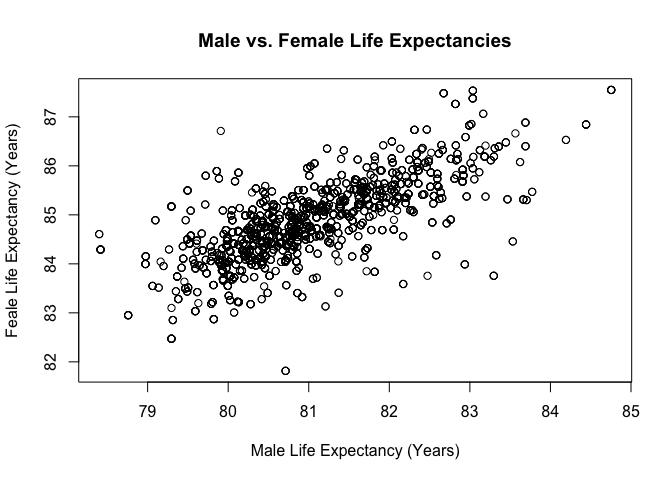 Male vs. Female Life Expectancies
Feale Life Expectancy (Years)
87
86
85
84
83
82
79 80 81 82 83 84 85
Male Life Expectancy (Years)